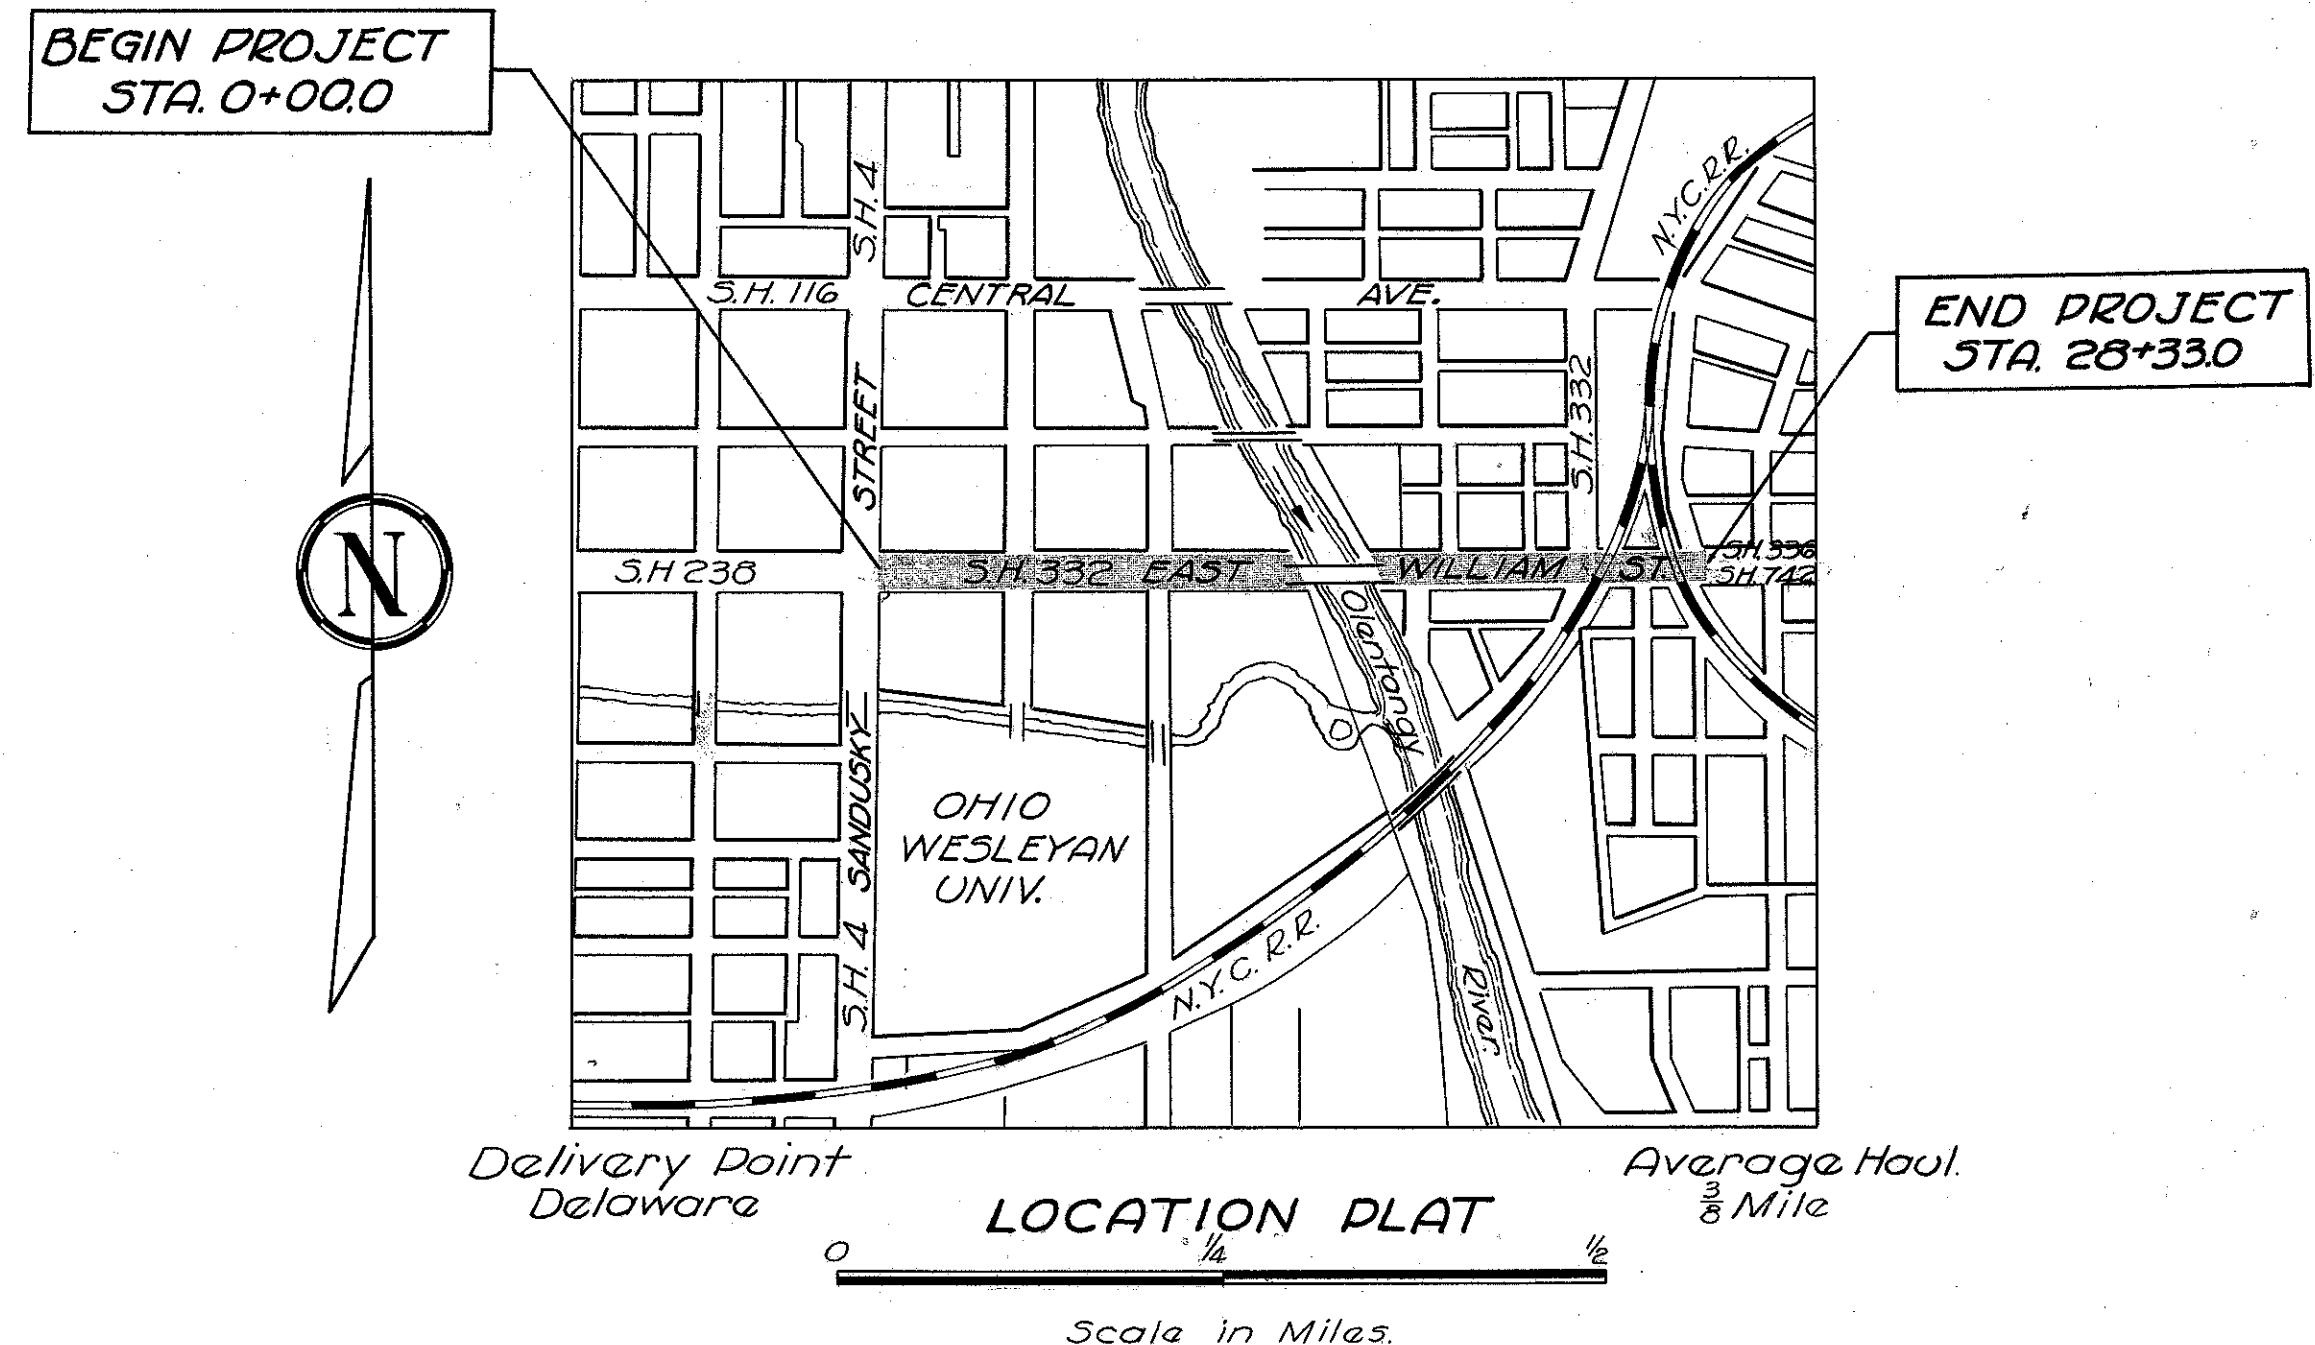 BEGIN PROJECT
STA. 0+00.0
N
S.H. 4
N.Y.C.R.R.
S.H. 116 CENTRAL AVE.
END PROJECT
STA. 28+33.0
STREET
S.H. 332
S.H 238 S.H. 332 EAST WILLIAM ST.
S.H. 336
S.H. 742
Olentangy
River.
SANDUSKY
S.H. 4
OHIO
WESLEYAN
UNIV.
N.Y.C. R.R.
Delivery Point
Delaware
Average Haul.
3/8 Mile
LOCATION PLAT
0 1/4 1/2
Scale in Miles.